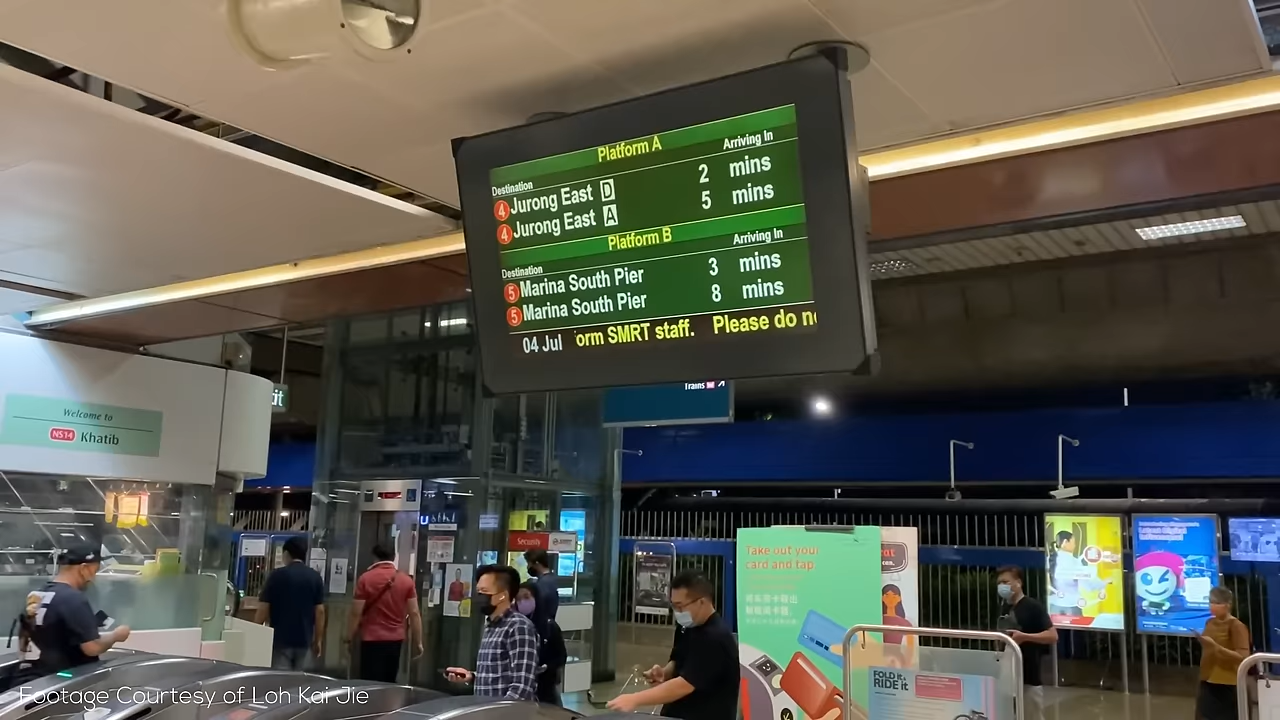 Platform A
Destination Arriving In
4 Jurong East D 2 mins
4 Jurong East A 5 mins
Platform B
Destination Arriving In
5 Marina South Pier 3 mins
5 Marina South Pier 8 mins
04 Jul orm SMRT staff. Please do n
Trains
Welcome to
NS14 Khatib
Security
Take out your
card and tap.
FOLD it,
RIDE it
Footage Courtesy of Loh Kai Jie